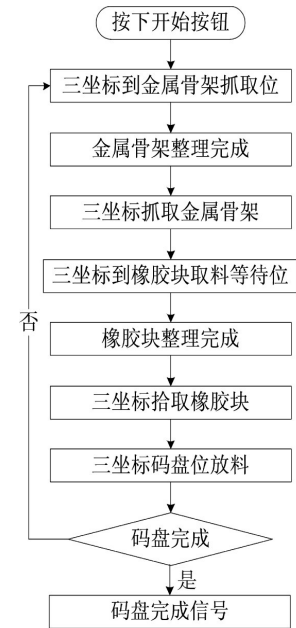 按下开始按钮
三坐标到金属骨架抓取位
金属骨架整理完成
三坐标抓取金属骨架
三坐标到橡胶块取料等待位
否
橡胶块整理完成
三坐标拾取橡胶块
三坐标码盘位放料
码盘完成
是
码盘完成信号